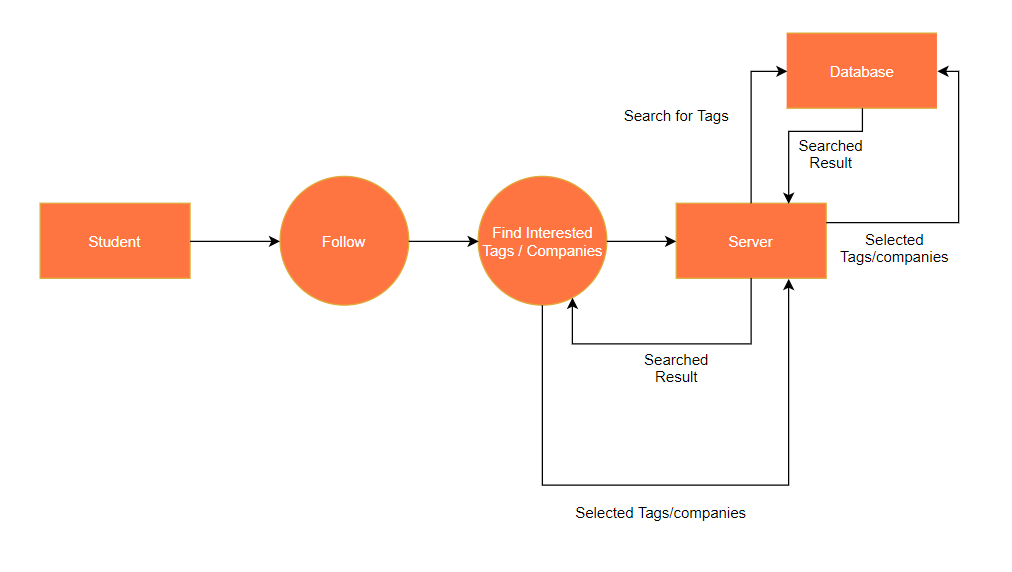 Database
Search for Tags
Searched
Result
Student
Follow
Find Interested
Tags / Companies
Server
Selected
Tags/companies
Searched
Result
Selected Tags/companies